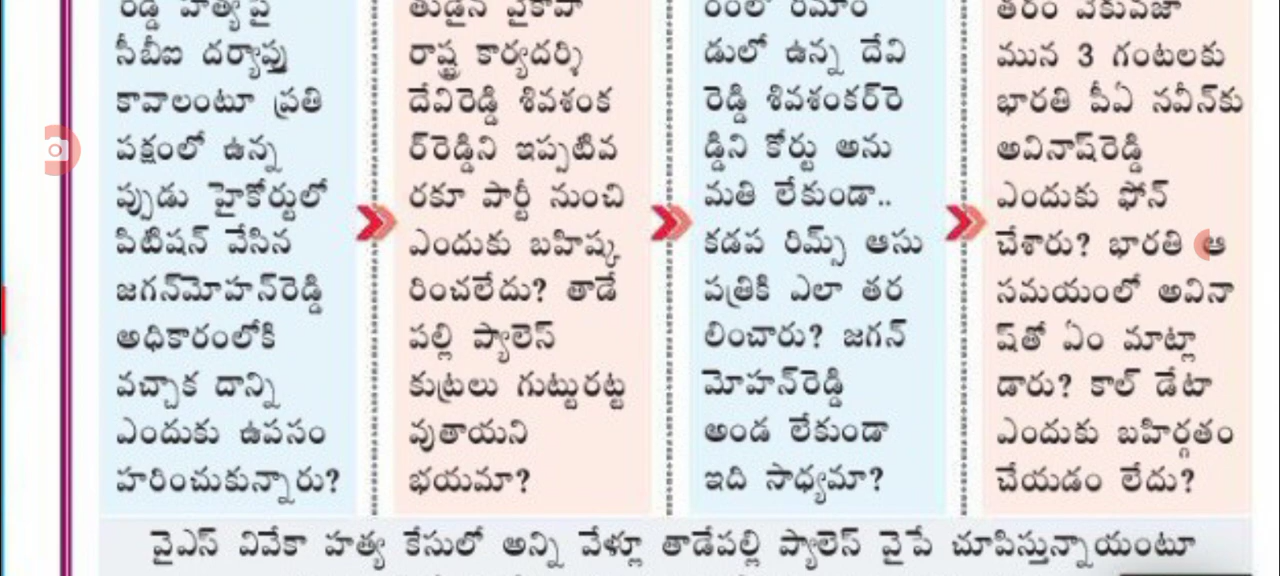 సీబీఐ దర్యాప్తు
కావాలంటూ ప్రతి
పక్షంలో ఉన్న
ప్పుడు హైకోర్టులో
పిటిషన్ వేసిన
జగన్‌మోహన్‌రెడ్డి
అధికారంలోకి
వచ్చాక దాన్ని
ఎందుకు ఉపసం
హరించుకున్నారు?
రాష్ట్ర కార్యదర్శి
దేవిరెడ్డి శివశంక
ర్‌రెడ్డిని ఇప్పటివ
రకూ పార్టీ నుంచి
ఎందుకు బహిష్క
రించలేదు? తాడే
పల్లి ప్యాలెస్
కుట్రలు గుట్టురట్ట
వుతాయని
భయమా?
డులో ఉన్న దేవి
రెడ్డి శివశంకర్‌రె
డ్డిని కోర్టు అను
మతి లేకుండా..
కడప రిమ్స్ ఆసు
పత్రికి ఎలా తర
లించారు? జగన్
మోహన్‌రెడ్డి
అండ లేకుండా
ఇది సాధ్యమా?
మున 3 గంటలకు
భారతి పీఏ నవీన్‌కు
అవినాష్‌రెడ్డి
ఎందుకు ఫోన్
చేశారు? భారతి ఆ
సమయంలో అవినా
ష్‌తో ఏం మాట్లా
డారు? కాల్ డేటా
ఎందుకు బహిర్గతం
చేయడం లేదు?
వైఎస్ వివేకా హత్య కేసులో అన్ని వేళ్లూ తాడేపల్లి ప్యాలెస్ వైపే చూపిస్తున్నాయంటూ